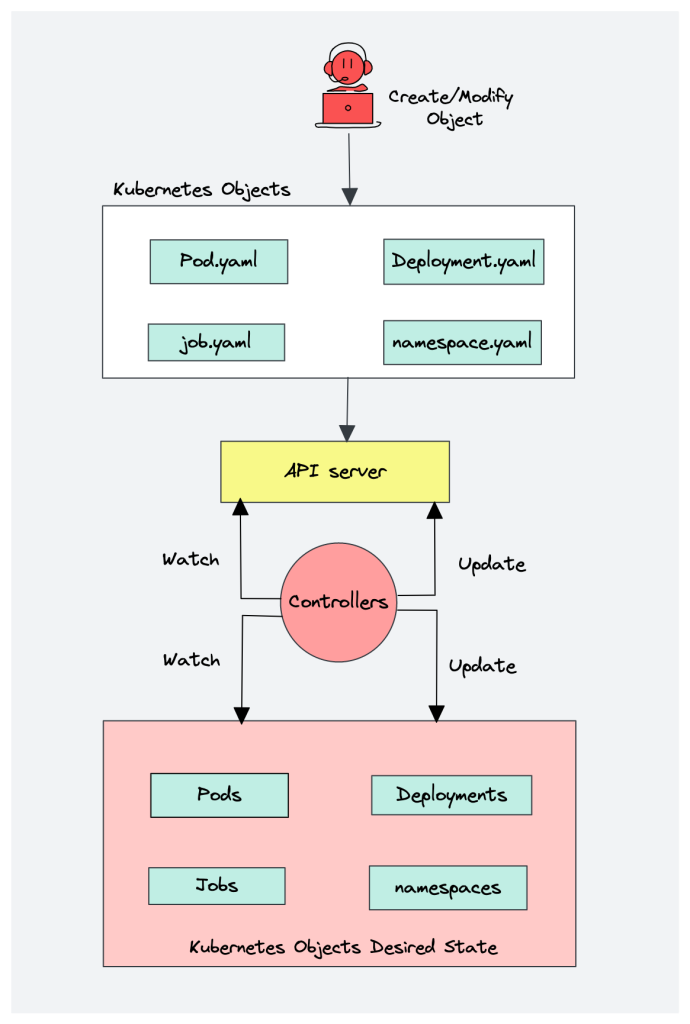 Create/Modify
Object
Kubernetes Objects
Pod.yaml
Deployment.yaml
job.yaml
namespace.yaml
API server
Watch
Update
Controllers
Watch
Update
Pods
Deployments
Jobs
namespaces
Kubernetes Objects Desired State